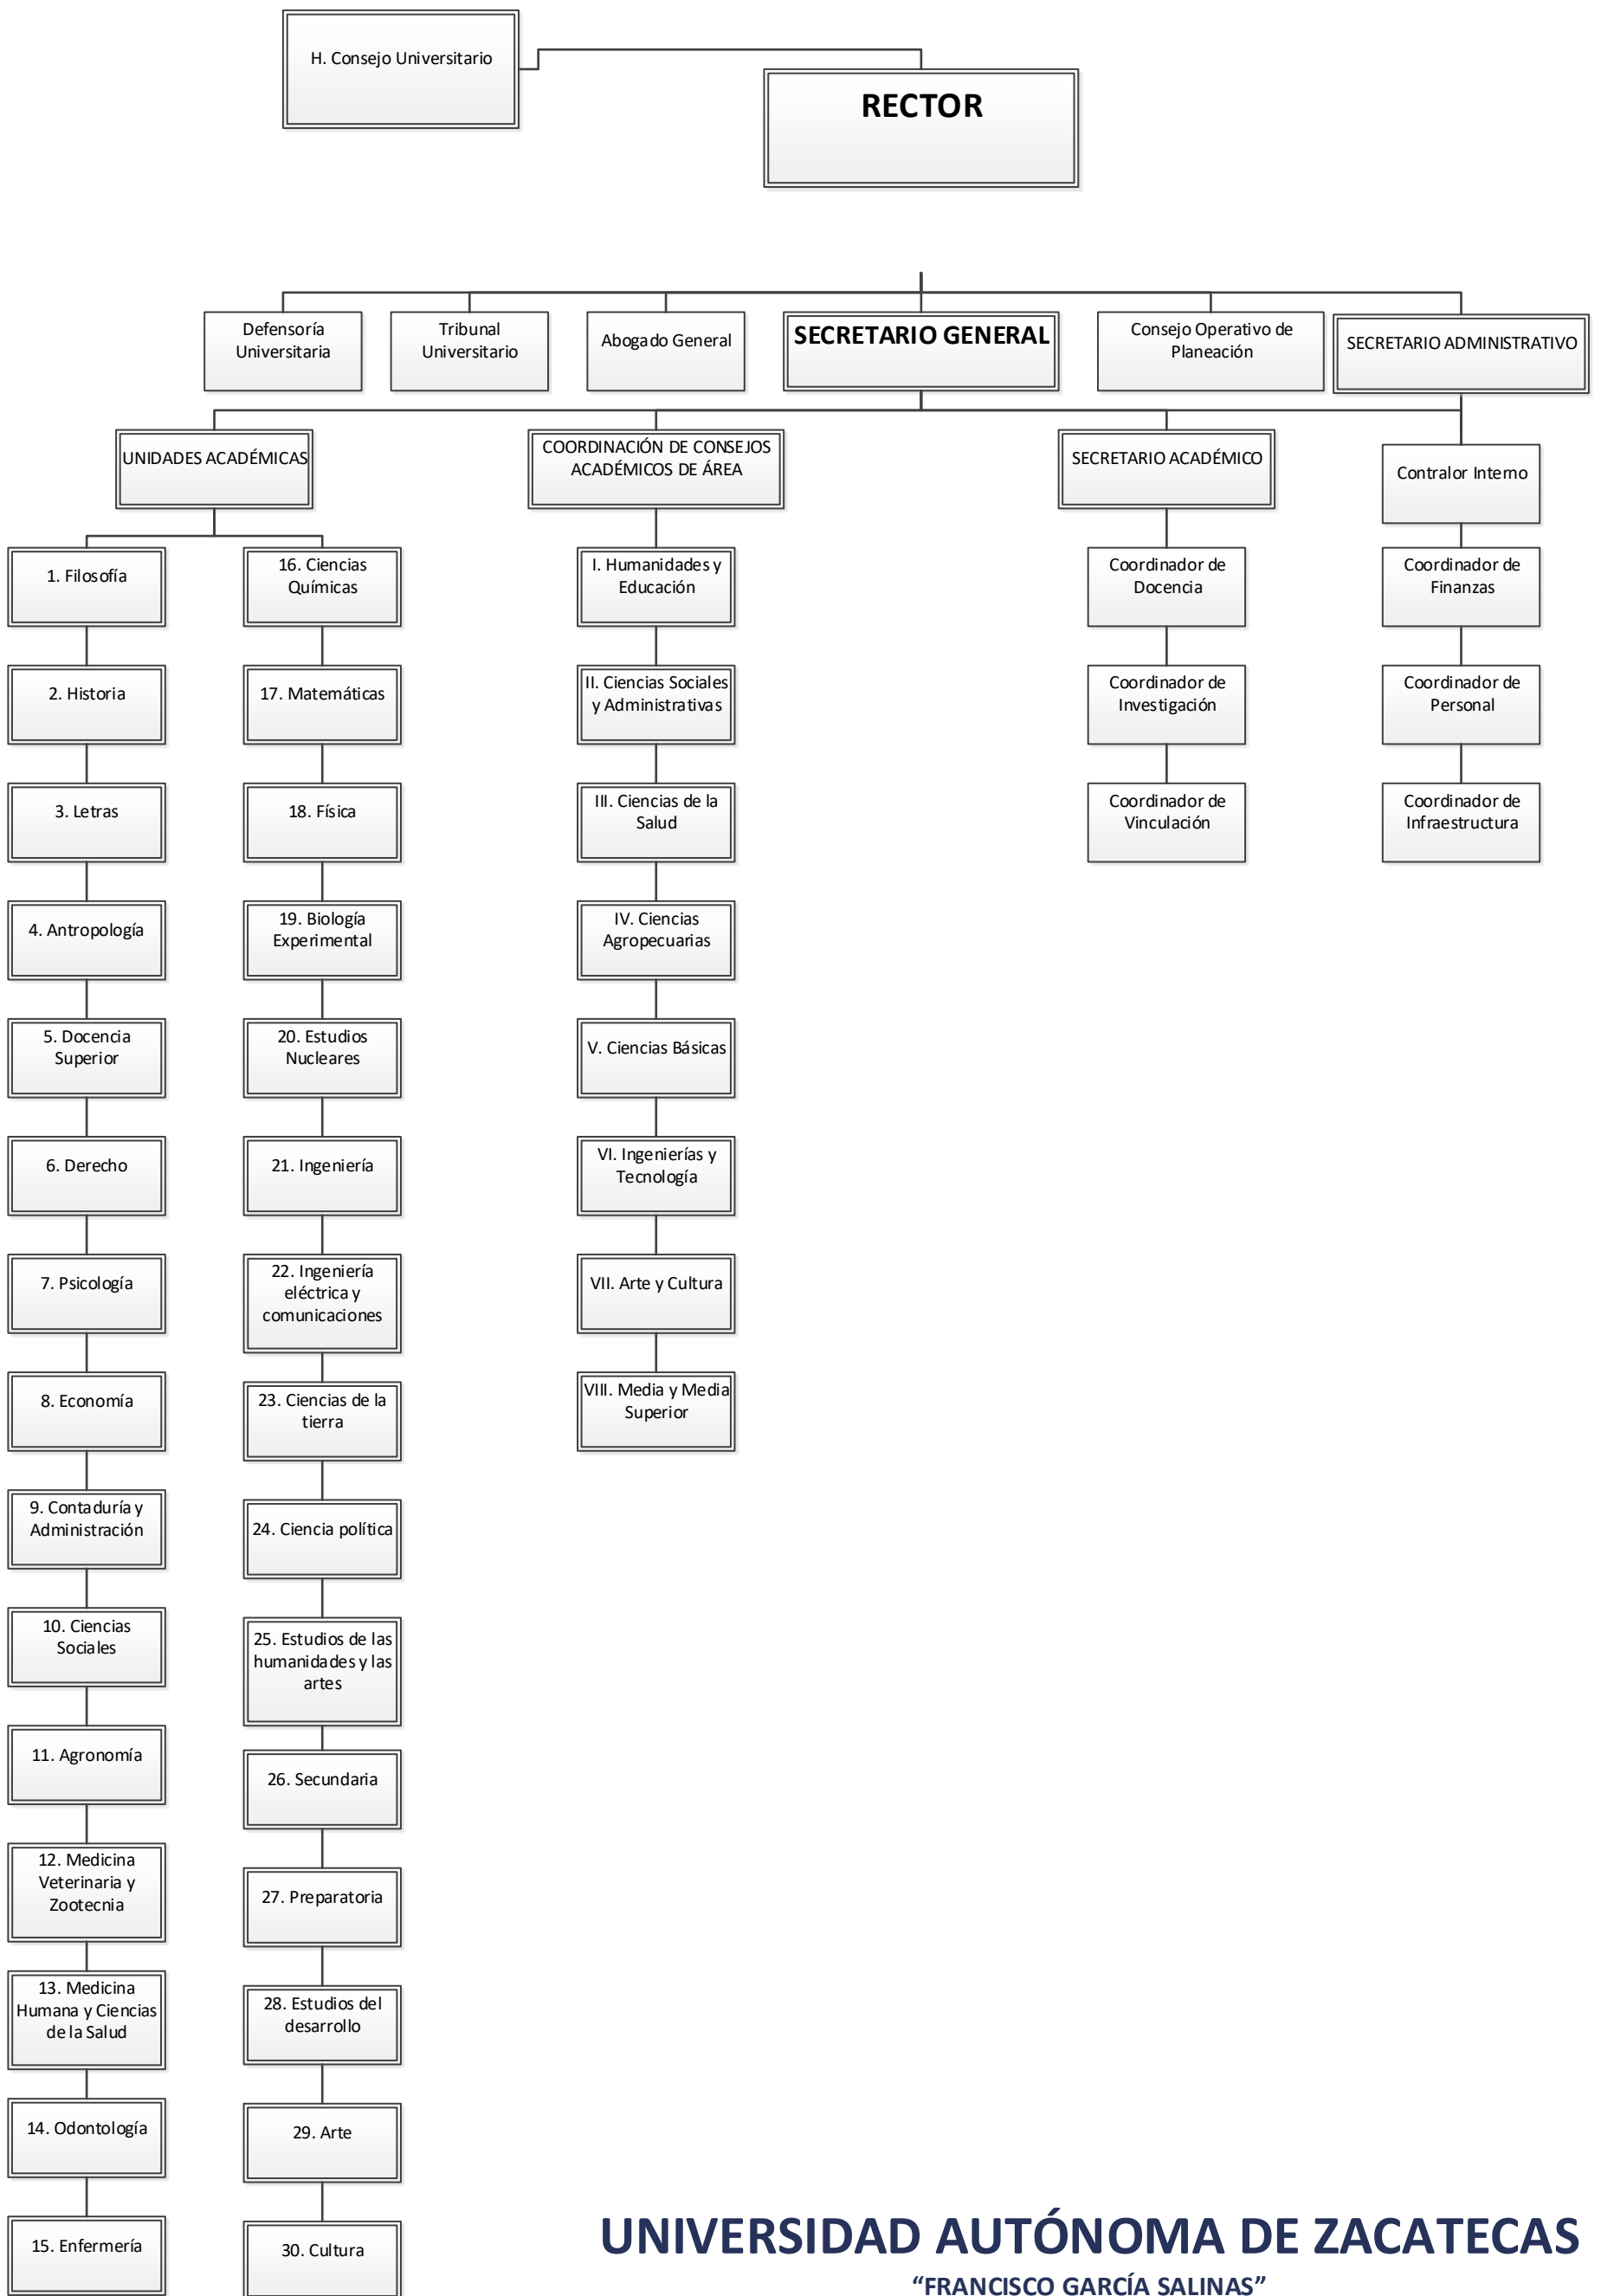 H. Consejo Universitario
RECTOR
Defensoría
Universitaria
Tribunal
Universitario
Abogado General
SECRETARIO GENERAL
Consejo Operativo de
Planeación
SECRETARIO ADMINISTRATIVO
UNIDADES ACADÉMICAS
COORDINACIÓN DE CONSEJOS
ACADÉMICOS DE ÁREA
SECRETARIO ACADÉMICO
Contralor Interno
1. Filosofía
2. Historia
3. Letras
4. Antropología
5. Docencia
Superior
6. Derecho
7. Psicología
8. Economía
9. Contaduría y
Administración
10. Ciencias
Sociales
11. Agronomía
12. Medicina
Veterinaria y
Zootecnia
13. Medicina
Humana y Ciencias
de la Salud
14. Odontología
15. Enfermería
16. Ciencias
Químicas
17. Matemáticas
18. Física
19. Biología
Experimental
20. Estudios
Nucleares
21. Ingeniería
22. Ingeniería
eléctrica y
comunicaciones
23. Ciencias de la
tierra
24. Ciencia política
25. Estudios de las
humanidades y las
artes
26. Secundaria
27. Preparatoria
28. Estudios del
desarrollo
29. Arte
30. Cultura
I. Humanidades y
Educación
II. Ciencias Sociales
y Administrativas
III. Ciencias de la
Salud
IV. Ciencias
Agropecuarias
V. Ciencias Básicas
VI. Ingenierías y
Tecnología
VII. Arte y Cultura
VIII. Media y Media
Superior
Coordinador de
Docencia
Coordinador de
Investigación
Coordinador de
Vinculación
Coordinador de
Finanzas
Coordinador de
Personal
Coordinador de
Infraestructura
UNIVERSIDAD AUTÓNOMA DE ZACATECAS
“FRANCISCO GARCÍA SALINAS”